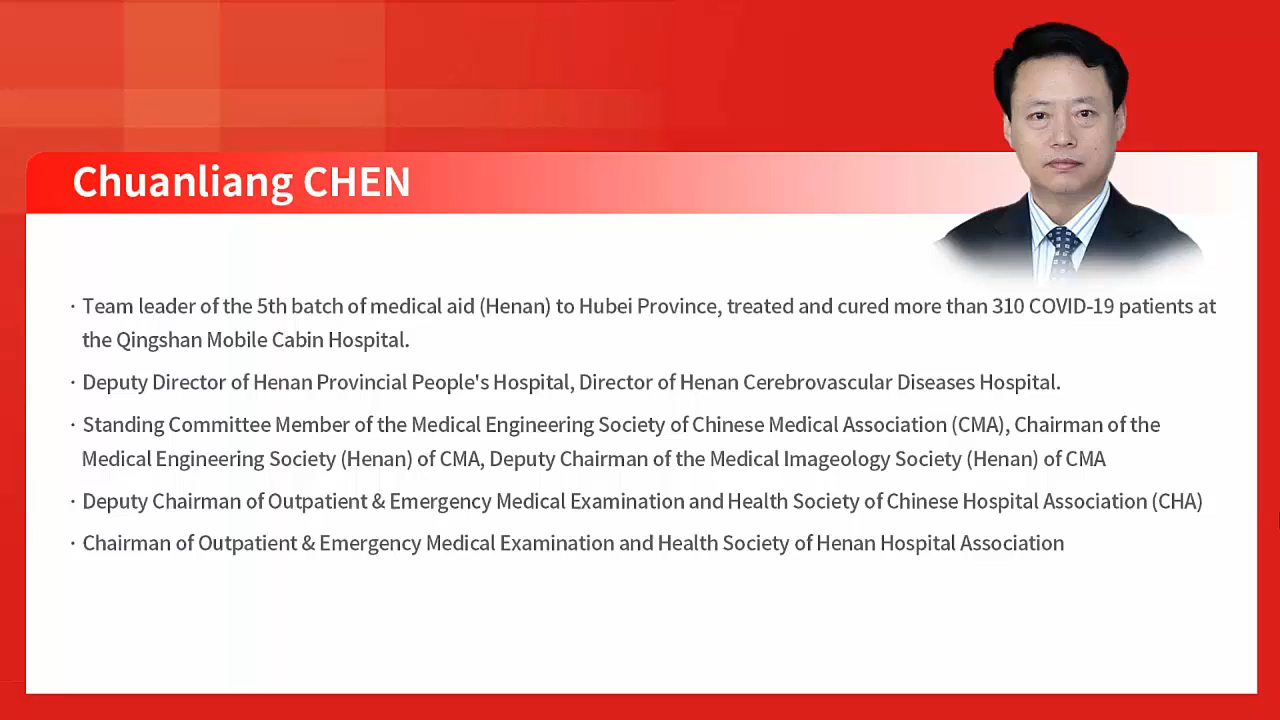 Chuanliang CHEN
· Team leader of the 5th batch of medical aid (Henan) to Hubei Province, treated and cured more than 310 COVID-19 patients at
the Qingshan Mobile Cabin Hospital.
· Deputy Director of Henan Provincial People's Hospital, Director of Henan Cerebrovascular Diseases Hospital.
· Standing Committee Member of the Medical Engineering Society of Chinese Medical Association (CMA), Chairman of the
Medical Engineering Society (Henan) of CMA, Deputy Chairman of the Medical Imageology Society (Henan) of CMA
· Deputy Chairman of Outpatient & Emergency Medical Examination and Health Society of Chinese Hospital Association (CHA)
· Chairman of Outpatient & Emergency Medical Examination and Health Society of Henan Hospital Association